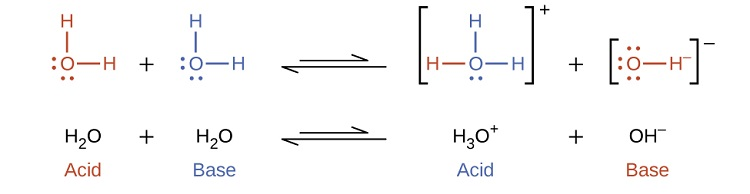 H H H +
:O—H + :O—H ⇌ [H—O—H] + [:O—H⁻]⁻
H₂O + H₂O ⇌ H₃O⁺ + OH⁻
Acid Base Acid Base